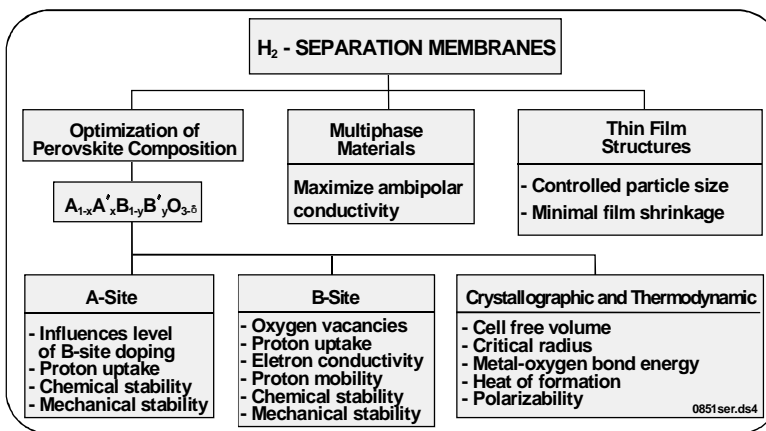 H₂ - SEPARATION MEMBRANES
Optimization of
Perovskite Composition
Multiphase
Materials
Maximize ambipolar
conductivity
Thin Film
Structures
- Controlled particle size
- Minimal film shrinkage
A₁₋ₓA′ₓB₁₋yB′yO₃₋δ
A-Site
- Influences level
of B-site doping
- Proton uptake
- Chemical stability
- Mechanical stability
B-Site
- Oxygen vacancies
- Proton uptake
- Eletron conductivity
- Proton mobility
- Chemical stability
- Mechanical stability
Crystallographic and Thermodynamic
- Cell free volume
- Critical radius
- Metal-oxygen bond energy
- Heat of formation
- Polarizability
0851ser.ds4